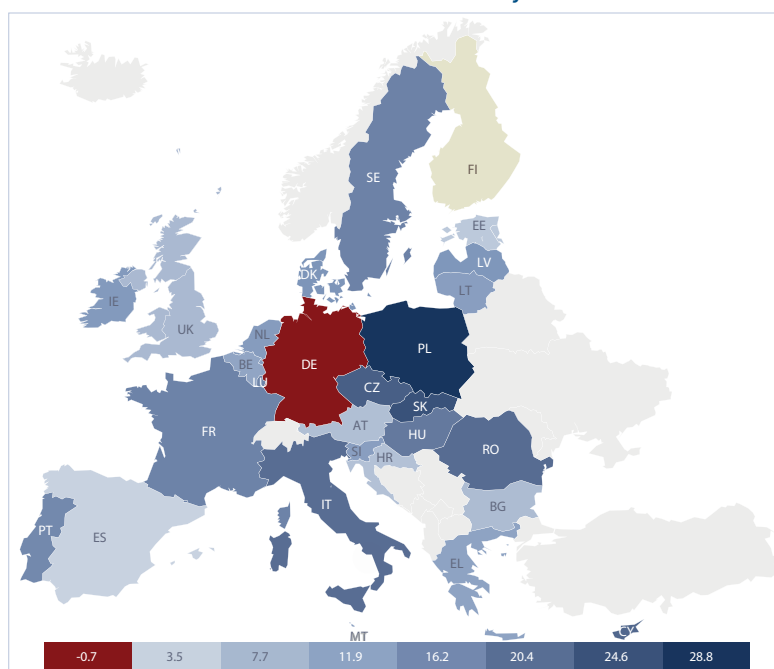 SE
FI
EE
LV
DK
LT
IE
UK
NL
BE
LU
DE
PL
CZ
SK
AT
HU
FR
SI
HR
RO
IT
BG
PT
ES
EL
MT
CY
-0.7 3.5 7.7 11.9 16.2 20.4 24.6 28.8